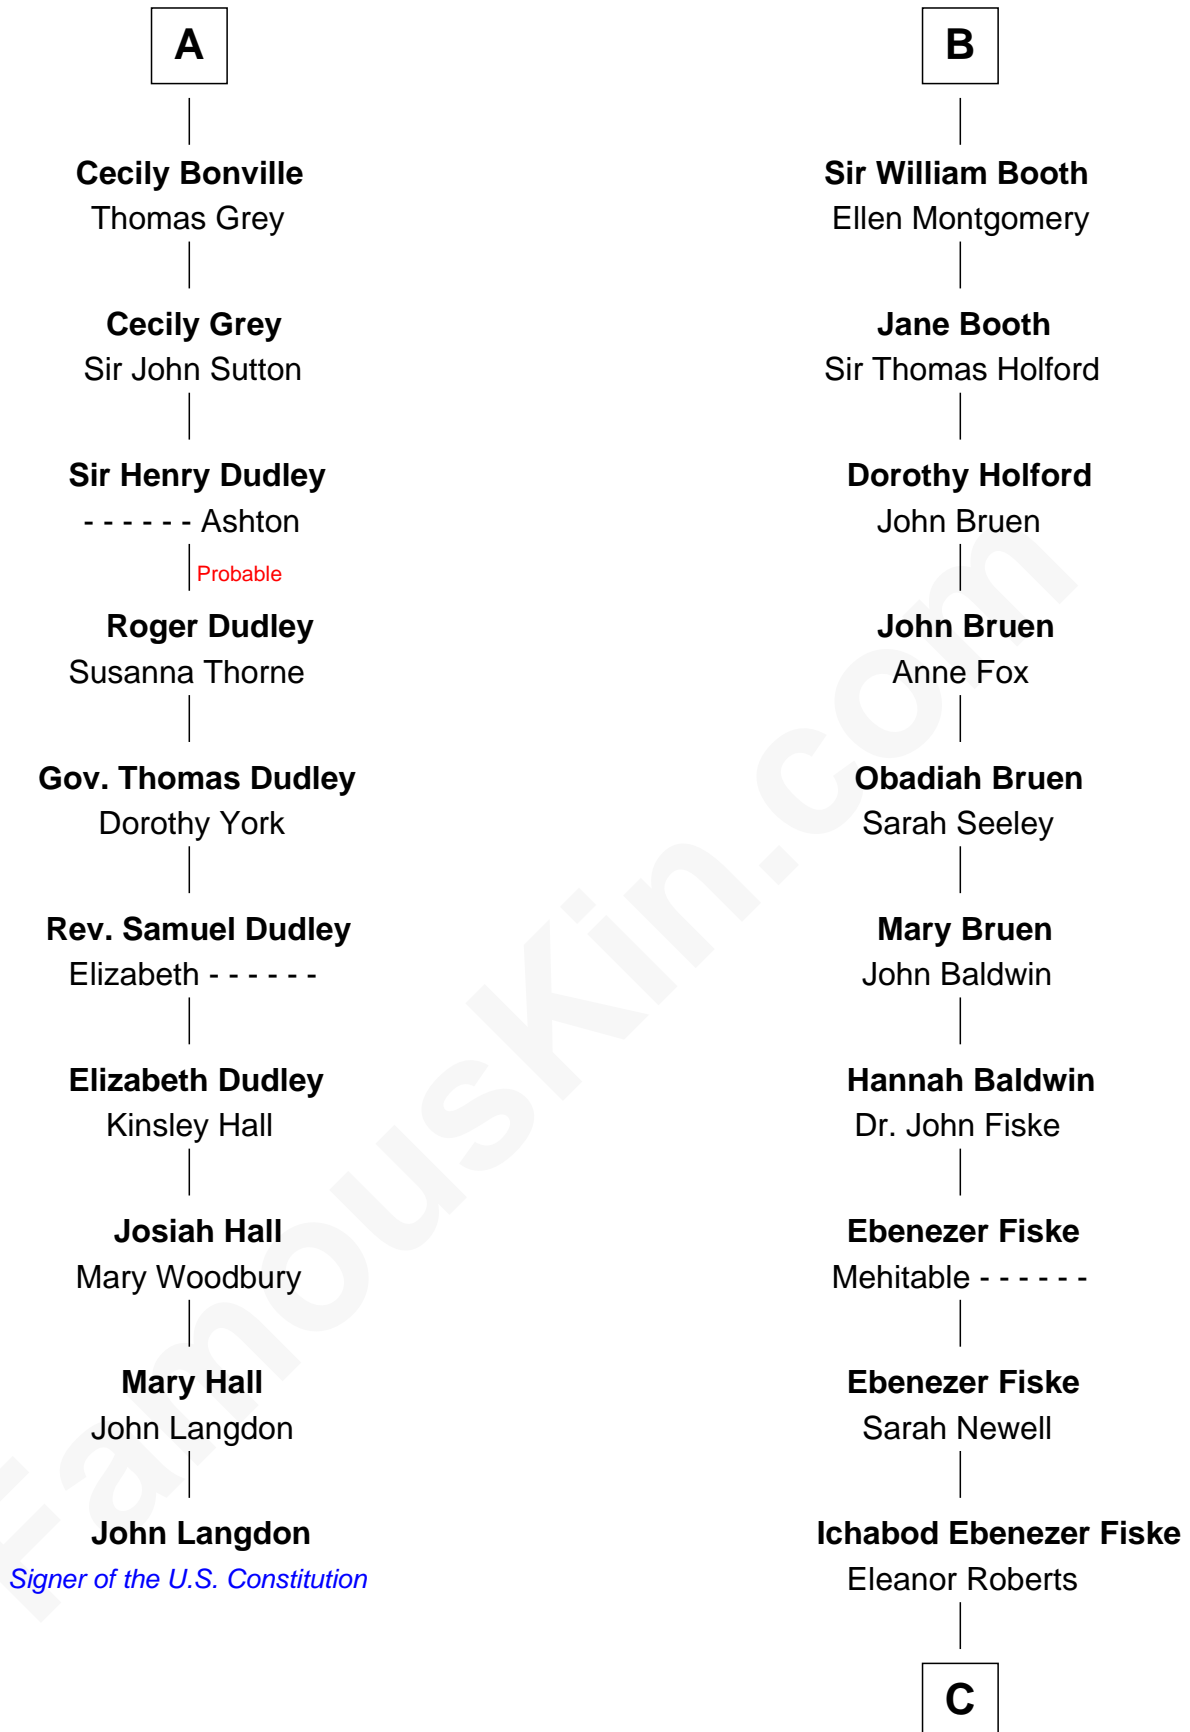 A
Cecily Bonville
Thomas Grey
Cecily Grey
Sir John Sutton
Sir Henry Dudley
- - - - - - Ashton
Probable
Roger Dudley
Susanna Thorne
Gov. Thomas Dudley
Dorothy York
Rev. Samuel Dudley
Elizabeth - - - - - -
Elizabeth Dudley
Kinsley Hall
Josiah Hall
Mary Woodbury
Mary Hall
John Langdon
John Langdon
Signer of the U.S. Constitution
B
Sir William Booth
Ellen Montgomery
Jane Booth
Sir Thomas Holford
Dorothy Holford
John Bruen
John Bruen
Anne Fox
Obadiah Bruen
Sarah Seeley
Mary Bruen
John Baldwin
Hannah Baldwin
Dr. John Fiske
Ebenezer Fiske
Mehitable - - - - - -
Ebenezer Fiske
Sarah Newell
Ichabod Ebenezer Fiske
Eleanor Roberts
C
FamousKin.com